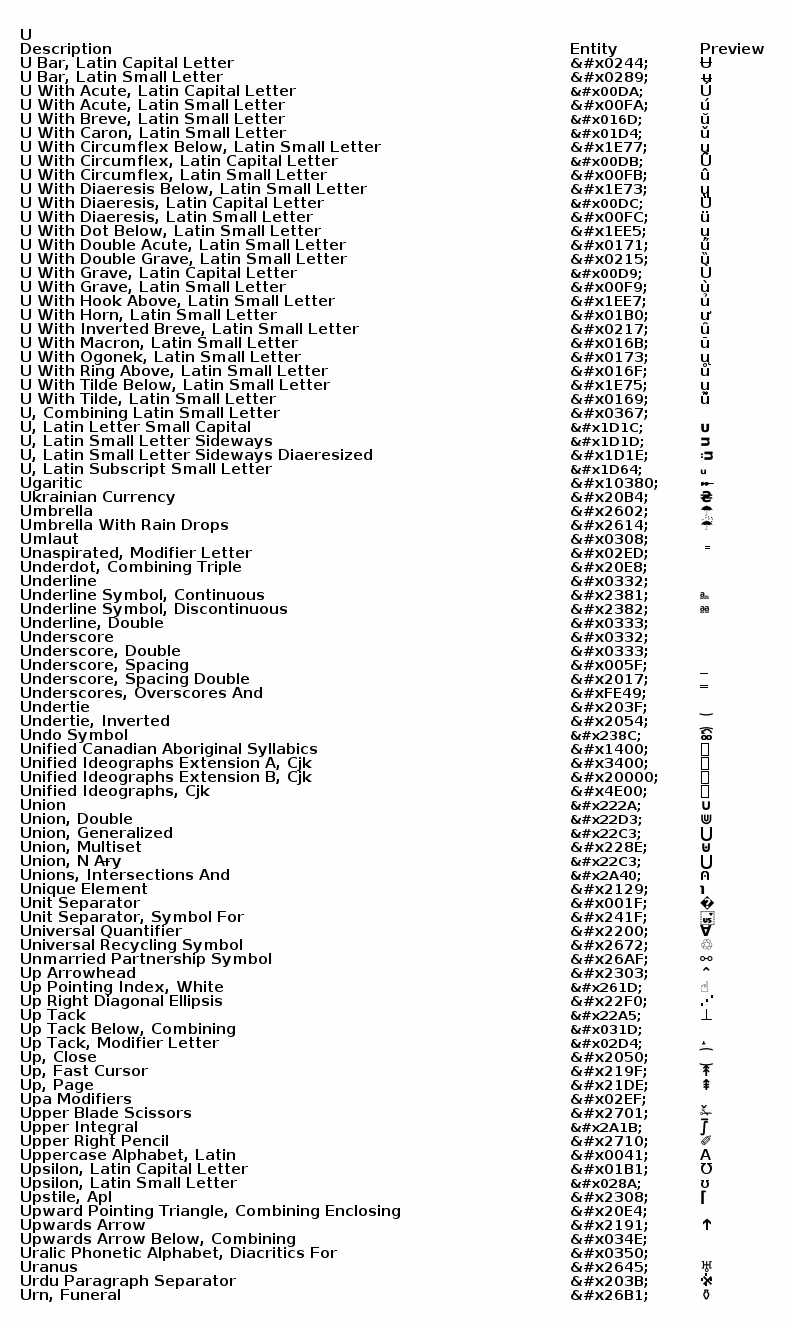 U
Description Entity Preview
U Bar, Latin Capital Letter &#x0244; Ʉ
U Bar, Latin Small Letter &#x0289; ʉ
U With Acute, Latin Capital Letter &#x00DA; Ú
U With Acute, Latin Small Letter &#x00FA; ú
U With Breve, Latin Small Letter &#x016D; ŭ
U With Caron, Latin Small Letter &#x01D4; ǔ
U With Circumflex Below, Latin Small Letter &#x1E77; ṷ
U With Circumflex, Latin Capital Letter &#x00DB; Û
U With Circumflex, Latin Small Letter &#x00FB; û
U With Diaeresis Below, Latin Small Letter &#x1E73; ṳ
U With Diaeresis, Latin Capital Letter &#x00DC; Ü
U With Diaeresis, Latin Small Letter &#x00FC; ü
U With Dot Below, Latin Small Letter &#x1EE5; ụ
U With Double Acute, Latin Small Letter &#x0171; ű
U With Double Grave, Latin Small Letter &#x0215; ȕ
U With Grave, Latin Capital Letter &#x00D9; Ù
U With Grave, Latin Small Letter &#x00F9; ù
U With Hook Above, Latin Small Letter &#x1EE7; ủ
U With Horn, Latin Small Letter &#x01B0; ư
U With Inverted Breve, Latin Small Letter &#x0217; ȗ
U With Macron, Latin Small Letter &#x016B; ū
U With Ogonek, Latin Small Letter &#x0173; ų
U With Ring Above, Latin Small Letter &#x016F; ů
U With Tilde Below, Latin Small Letter &#x1E75; ṵ
U With Tilde, Latin Small Letter &#x0169; ũ
U, Combining Latin Small Letter &#x0367;
U, Latin Letter Small Capital &#x1D1C; ᴜ
U, Latin Small Letter Sideways &#x1D1D; ᴝ
U, Latin Small Letter Sideways Diaeresized &#x1D1E; ᴞ
U, Latin Subscript Small Letter &#x1D64; ᵤ
Ugaritic &#x10380; 𐎀
Ukrainian Currency &#x20B4; ₴
Umbrella &#x2602; ☂
Umbrella With Rain Drops &#x2614; ☔
Umlaut &#x0308;
Unaspirated, Modifier Letter &#x02ED; ˭
Underdot, Combining Triple &#x20E8;
Underline &#x0332;
Underline Symbol, Continuous &#x2381; ⎁
Underline Symbol, Discontinuous &#x2382; ⎂
Underline, Double &#x0333;
Underscore &#x0332;
Underscore, Double &#x0333;
Underscore, Spacing &#x005F; _
Underscore, Spacing Double &#x2017; ‗
Underscores, Overscores And &#xFE49;
Undertie &#x203F; ‿
Undertie, Inverted &#x2054; ⁔
Undo Symbol &#x238C; ⎌
Unified Canadian Aboriginal Syllabics &#x1400;
Unified Ideographs Extension A, Cjk &#x3400;
Unified Ideographs Extension B, Cjk &#x20000;
Unified Ideographs, Cjk &#x4E00;
Union &#x222A; ∪
Union, Double &#x22D3; ⋓
Union, Generalized &#x22C3; ⋃
Union, Multiset &#x228E; ⊎
Union, N Ary &#x22C3; ⋃
Unions, Intersections And &#x2A40; ⩀
Unique Element &#x2129; ℩
Unit Separator &#x001F; �
Unit Separator, Symbol For &#x241F; ␟
Universal Quantifier &#x2200; ∀
Universal Recycling Symbol &#x2672; ♲
Unmarried Partnership Symbol &#x26AF; ⚯
Up Arrowhead &#x2303; ⌃
Up Pointing Index, White &#x261D; ☝
Up Right Diagonal Ellipsis &#x22F0; ⋰
Up Tack &#x22A5; ⊥
Up Tack Below, Combining &#x031D;
Up Tack, Modifier Letter &#x02D4; ˔
Up, Close &#x2050; ⁐
Up, Fast Cursor &#x219F; ↟
Up, Page &#x21DE; ⇞
Upa Modifiers &#x02EF;
Upper Blade Scissors &#x2701; ✁
Upper Integral &#x2A1B; ⨛
Upper Right Pencil &#x2710; ✐
Uppercase Alphabet, Latin &#x0041; A
Upsilon, Latin Capital Letter &#x01B1; Ʊ
Upsilon, Latin Small Letter &#x028A; ʊ
Upstile, Apl &#x2308; ⌈
Upward Pointing Triangle, Combining Enclosing &#x20E4;
Upwards Arrow &#x2191; ↑
Upwards Arrow Below, Combining &#x034E;
Uralic Phonetic Alphabet, Diacritics For &#x0350;
Uranus &#x2645; ♅
Urdu Paragraph Separator &#x203B; ※
Urn, Funeral &#x26B1; ⚱